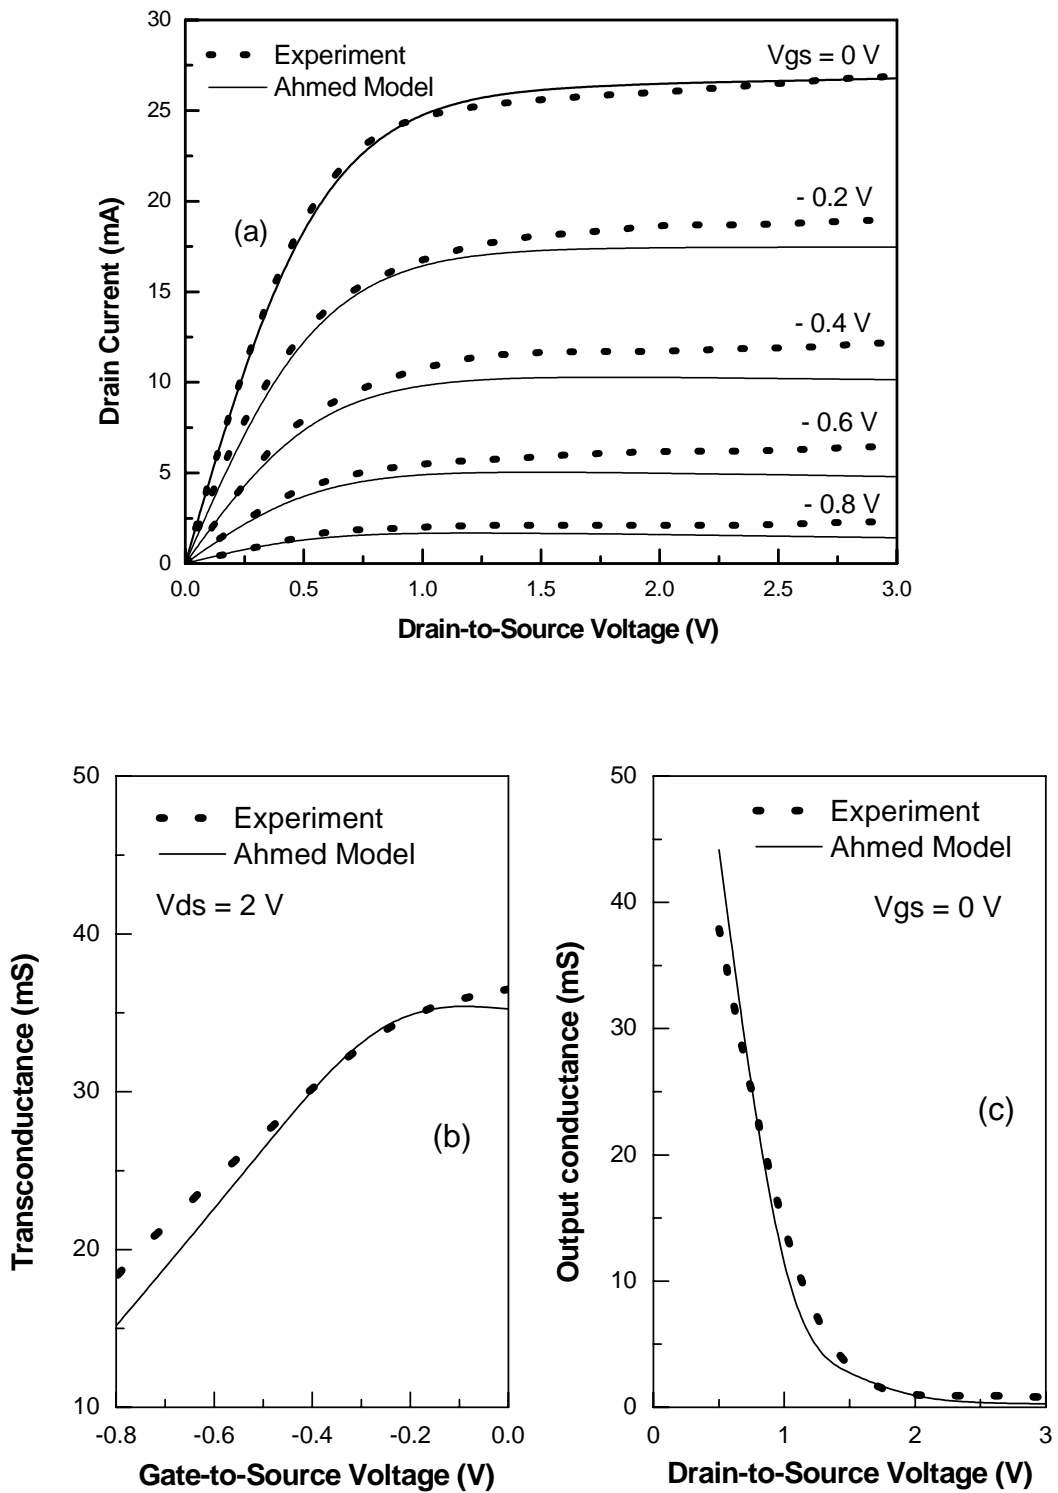 30
25
20
15
10
5
0
Drain Current (mA)
Experiment
Ahmed Model
Vgs = 0 V
(a)
- 0.2 V
- 0.4 V
- 0.6 V
- 0.8 V
0.0 0.5 1.0 1.5 2.0 2.5 3.0
Drain-to-Source Voltage (V)
50
40
30
20
10
Transconductance (mS)
Experiment
Ahmed Model
Vds = 2 V
(b)
-0.8 -0.6 -0.4 -0.2 0.0
Gate-to-Source Voltage (V)
50
40
30
20
10
0
Output conductance (mS)
Experiment
Ahmed Model
Vgs = 0 V
(c)
0 1 2 3
Drain-to-Source Voltage (V)